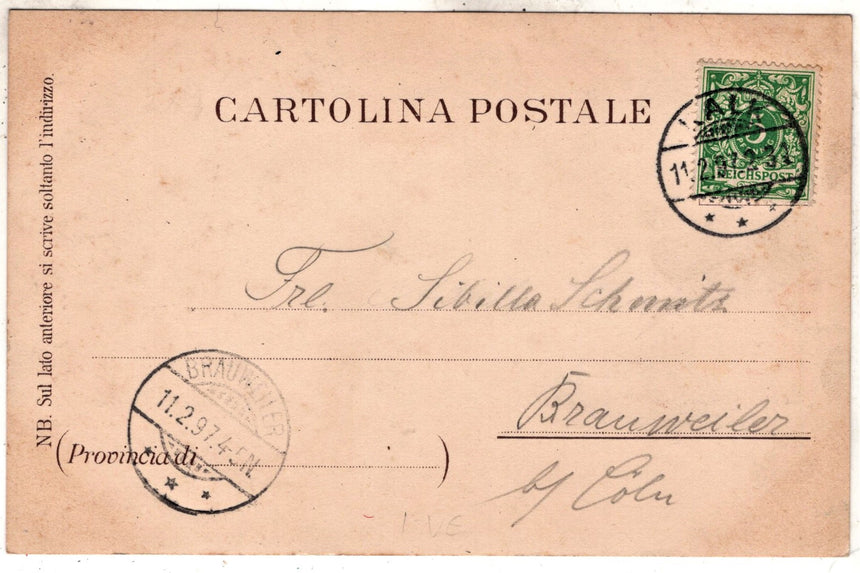 CARTOLINA POSTALE
5
REICHSPOST
11.2.97
NB. Sul lato anteriore si scrive soltanto l'indirizzo.
Frl. Sibilla Schmitz
BRAUWEILER
11.2.97.4-5N.
Brauweiler
(Provincia di )
b/ Cöln